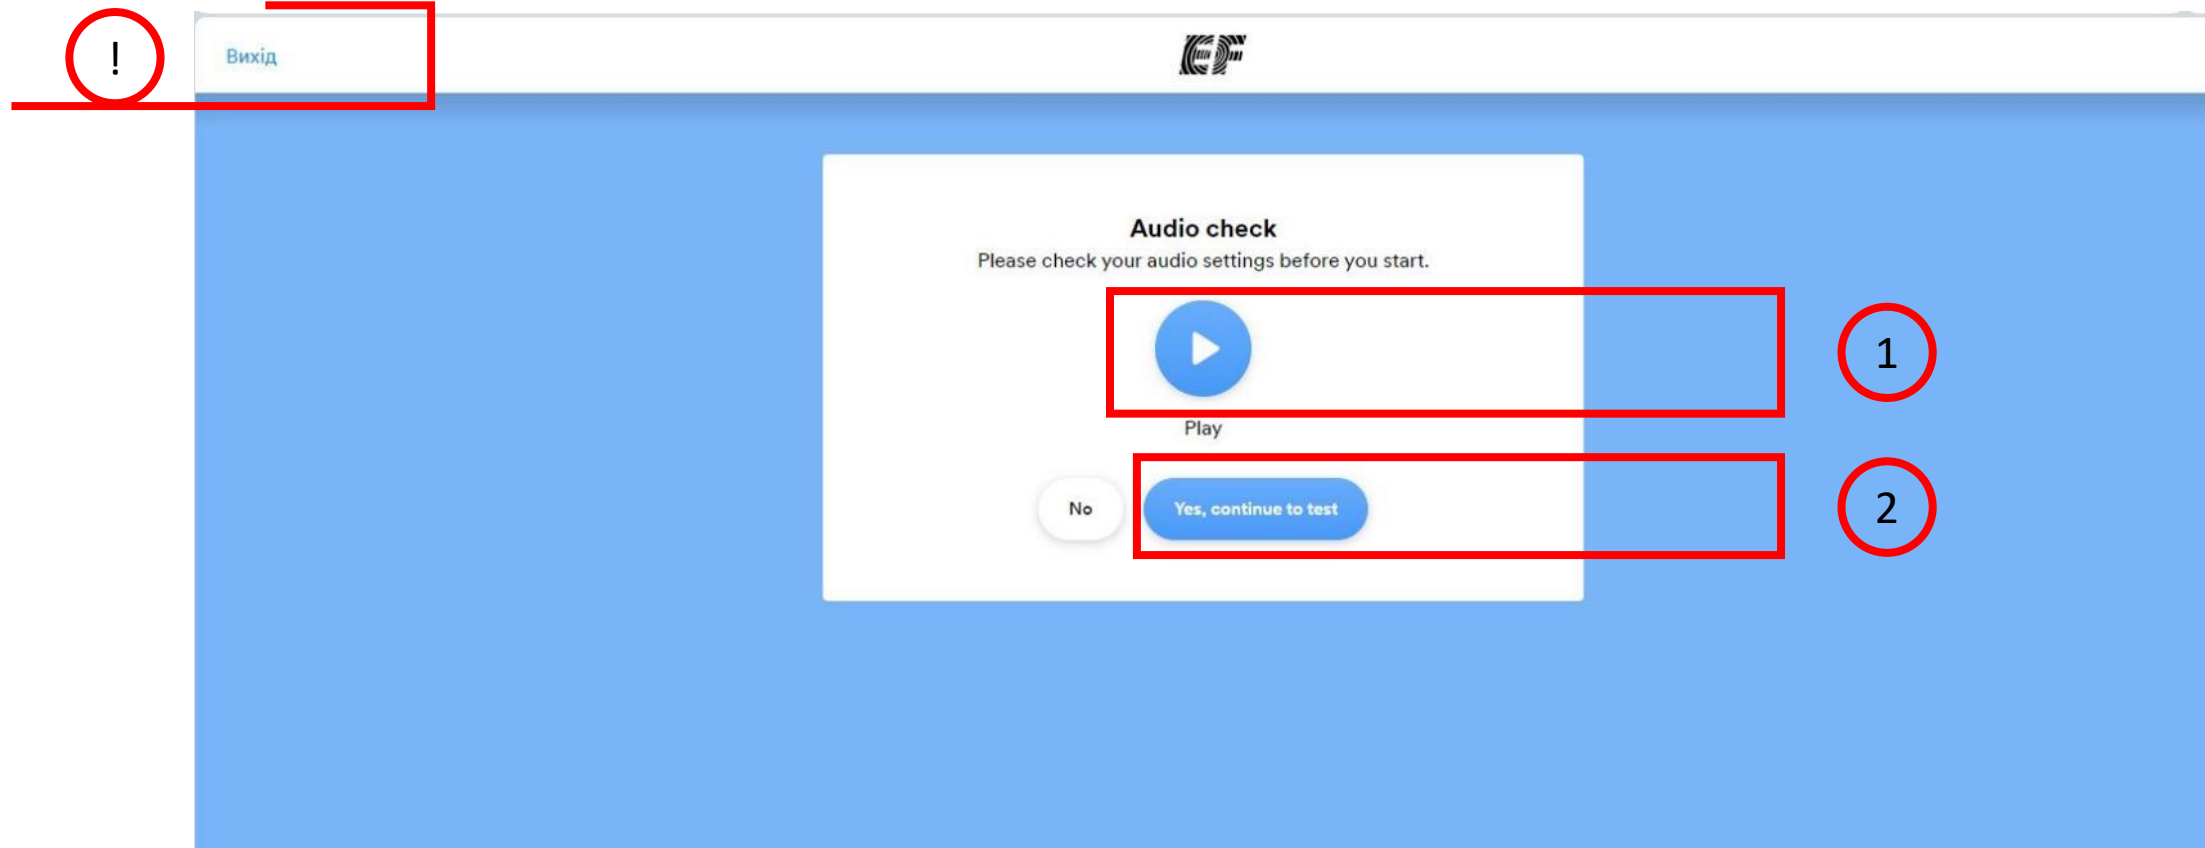 !
Вихід
EF
Audio check
Please check your audio settings before you start.
1
Play
No
Yes, continue to test
2